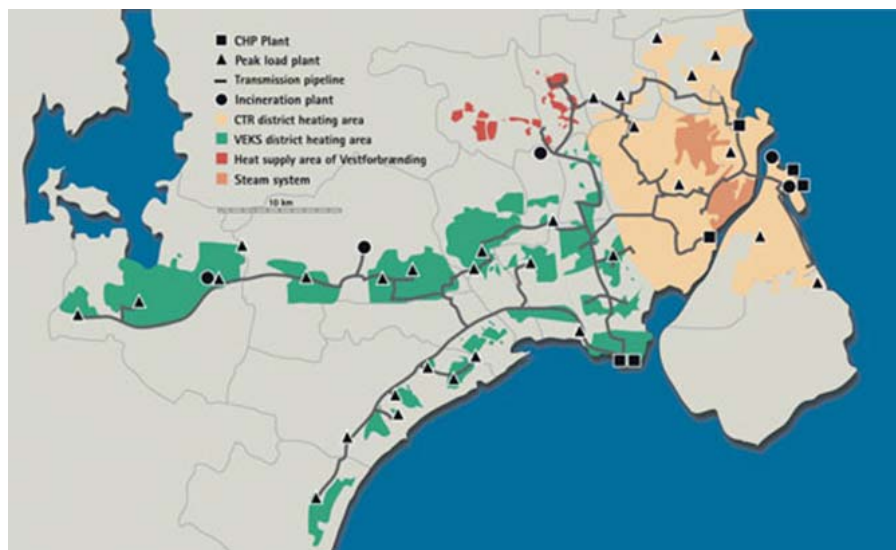 CHP Plant
Peak load plant
Transmission pipeline
Incineration plant
CTR district heating area
VEKS district heating area
Heat supply area of Vestforbrænding
Steam system
10 km